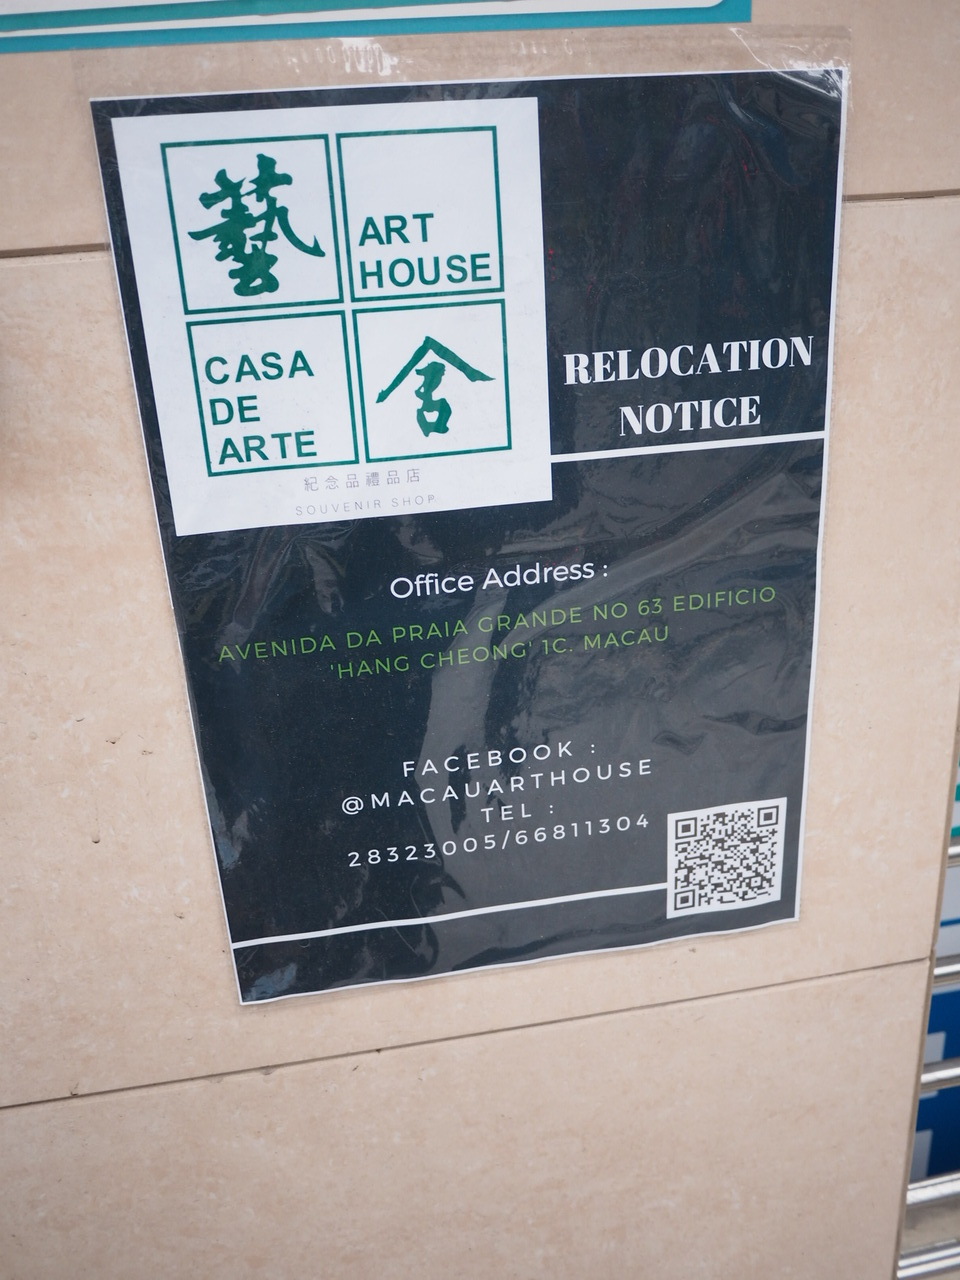 藝
ART
HOUSE
CASA
DE
ARTE
舍
紀念品禮品店
SOUVENIR SHOP
RELOCATION
NOTICE
Office Address :
AVENIDA DA PRAIA GRANDE NO 63 EDIFICIO
'HANG CHEONG' 1C. MACAU
FACEBOOK :
@MACAUARTHOUSE
TEL :
28323005/66811304